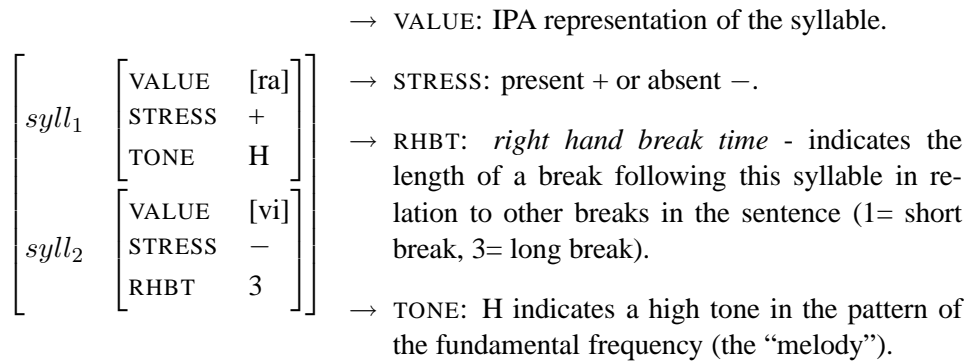 → VALUE: IPA representation of the syllable.
syll1 VALUE [ra]
STRESS +
TONE H
syll2 VALUE [vi]
STRESS −
RHBT 3
→ STRESS: present + or absent −.
→ RHBT: right hand break time - indicates the
length of a break following this syllable in re-
lation to other breaks in the sentence (1= short
break, 3= long break).
→ TONE: H indicates a high tone in the pattern of
the fundamental frequency (the “melody”).